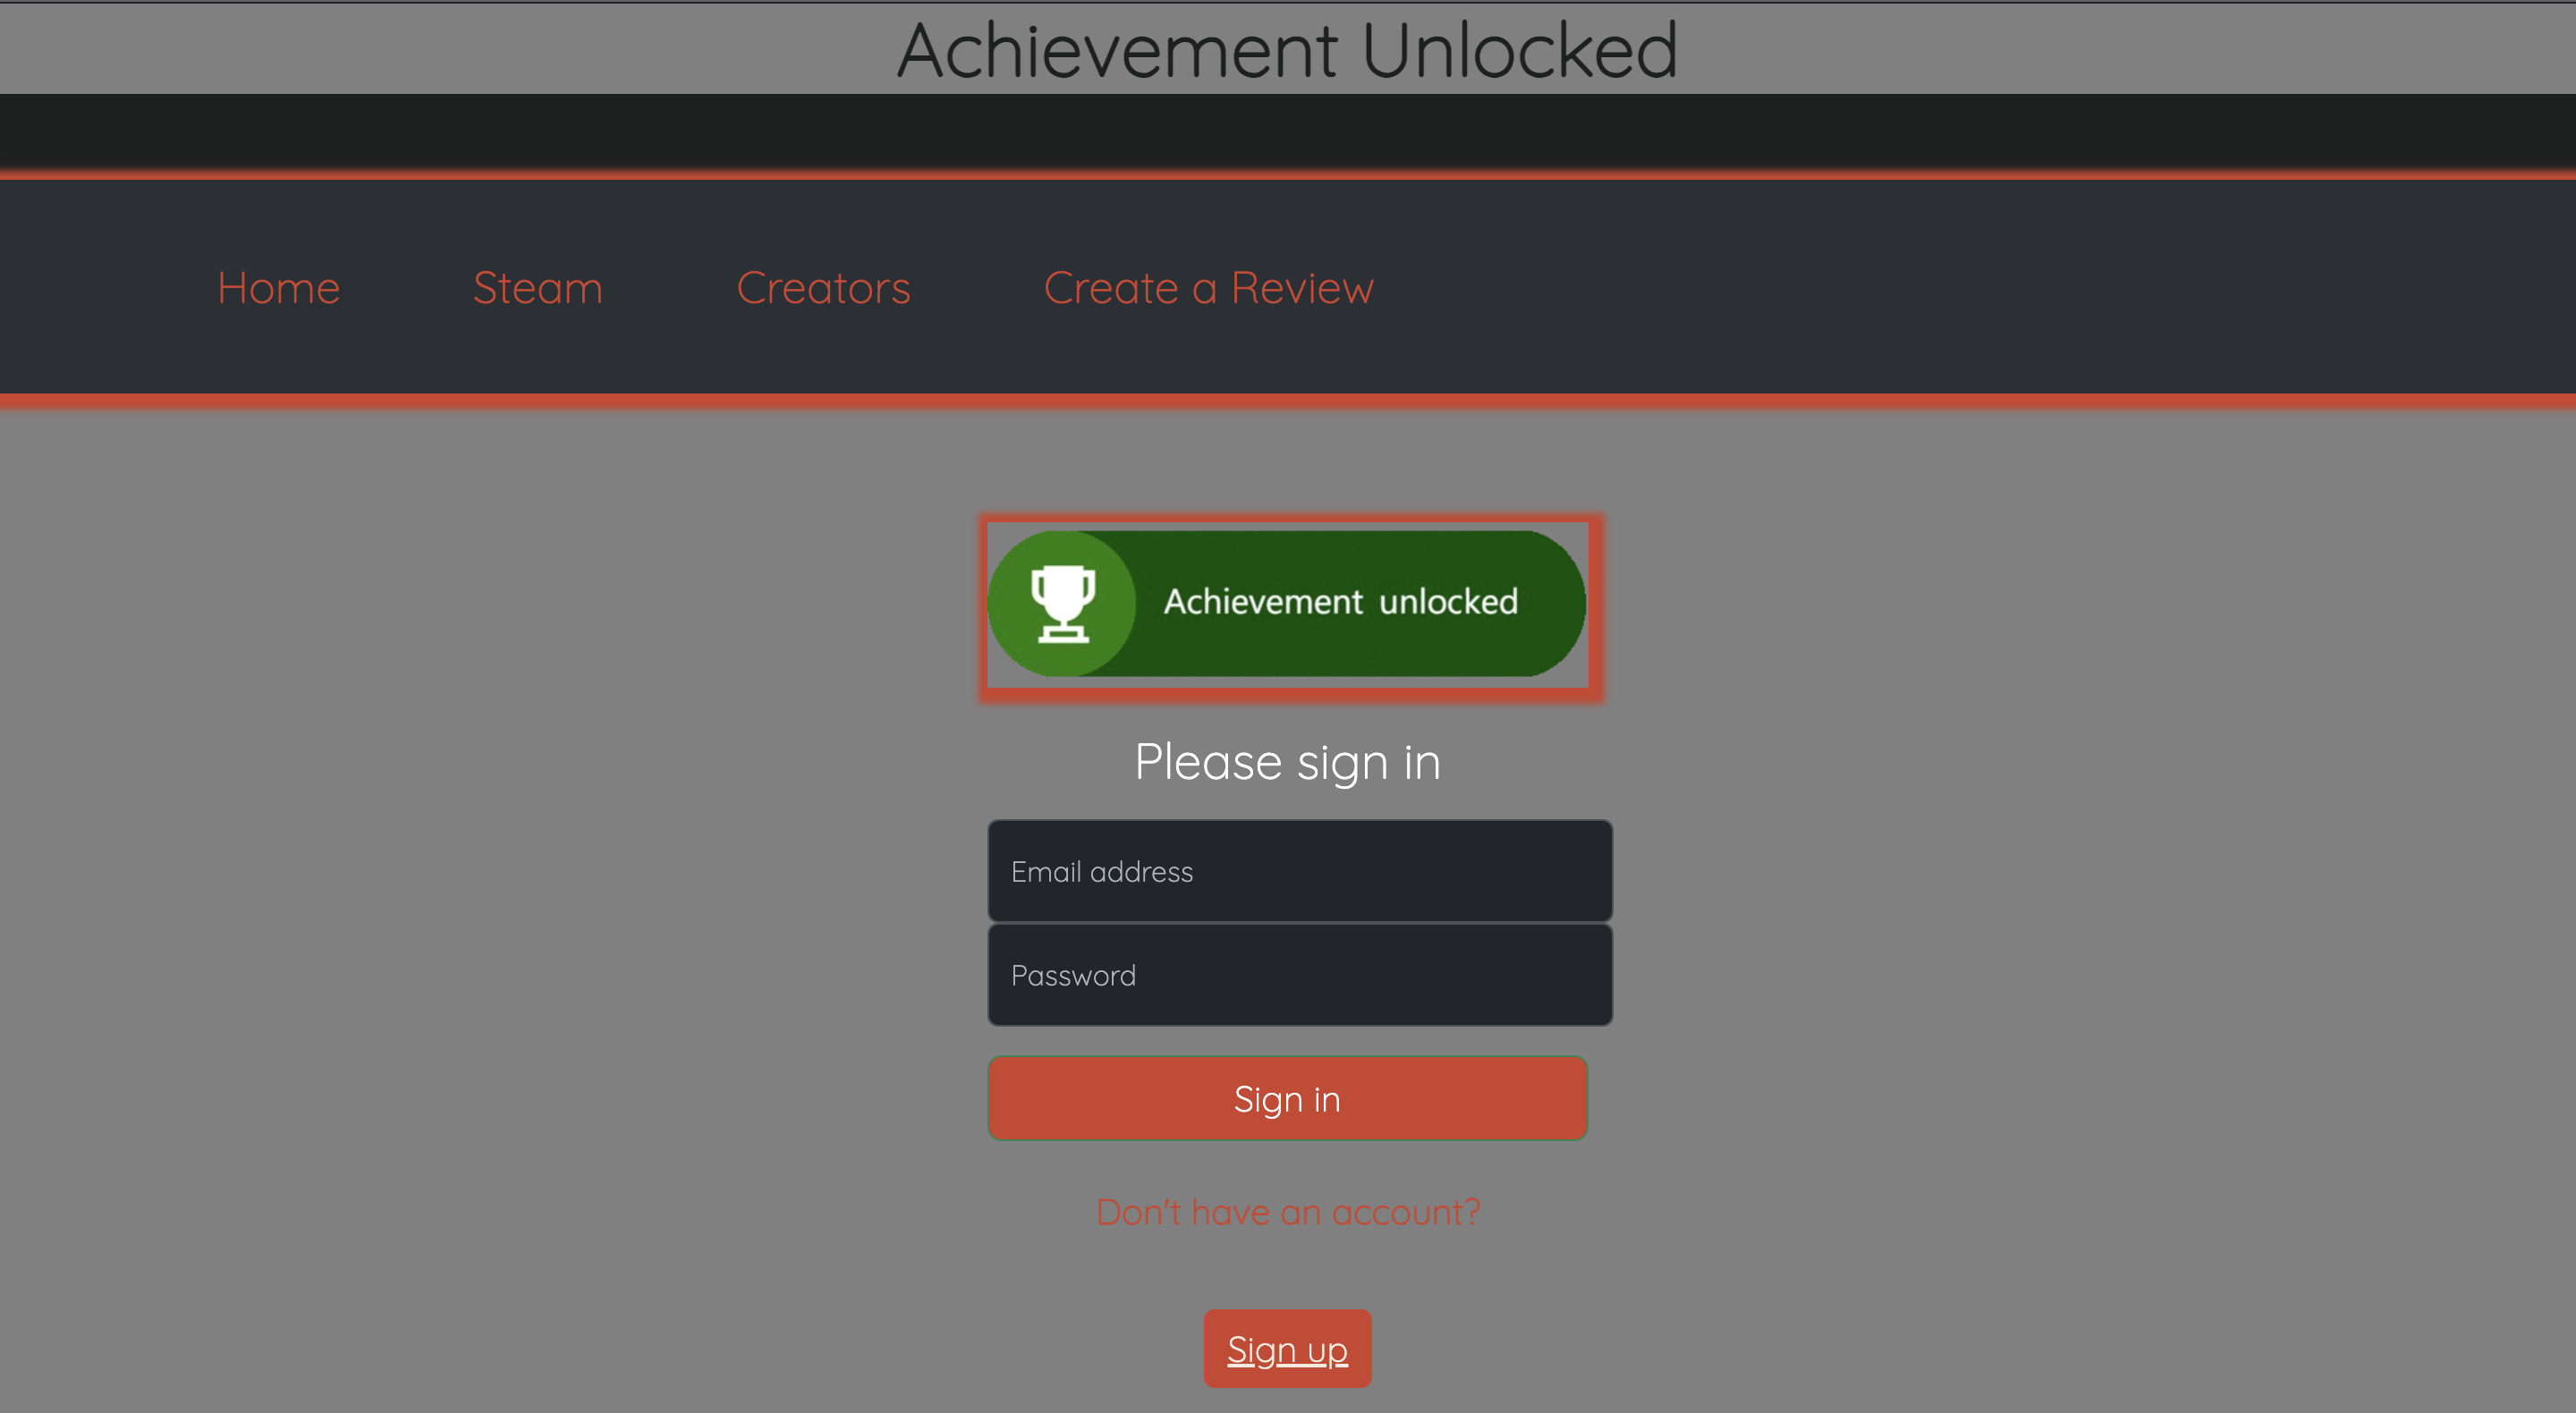 Achievement Unlocked
Home Steam Creators Create a Review
Achievement unlocked
Please sign in
Email address
Password
Sign in
Don't have an account?
Sign up